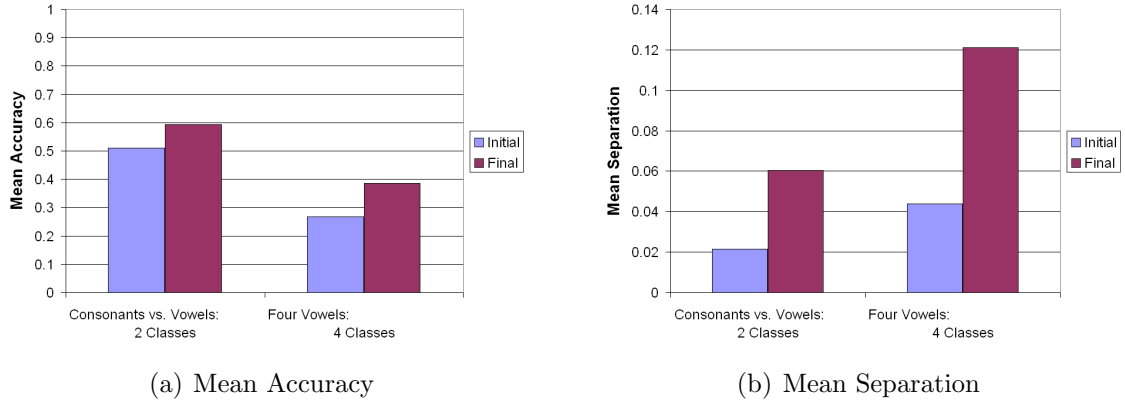 1
0.9
0.8
0.7
0.6
0.5
0.4
0.3
0.2
0.1
0
Mean Accuracy
Consonants vs. Vowels:
2 Classes
Four Vowels:
4 Classes
Initial
Final
(a) Mean Accuracy
0.14
0.12
0.1
0.08
0.06
0.04
0.02
0
Mean Separation
Consonants vs. Vowels:
2 Classes
Four Vowels:
4 Classes
Initial
Final
(b) Mean Separation